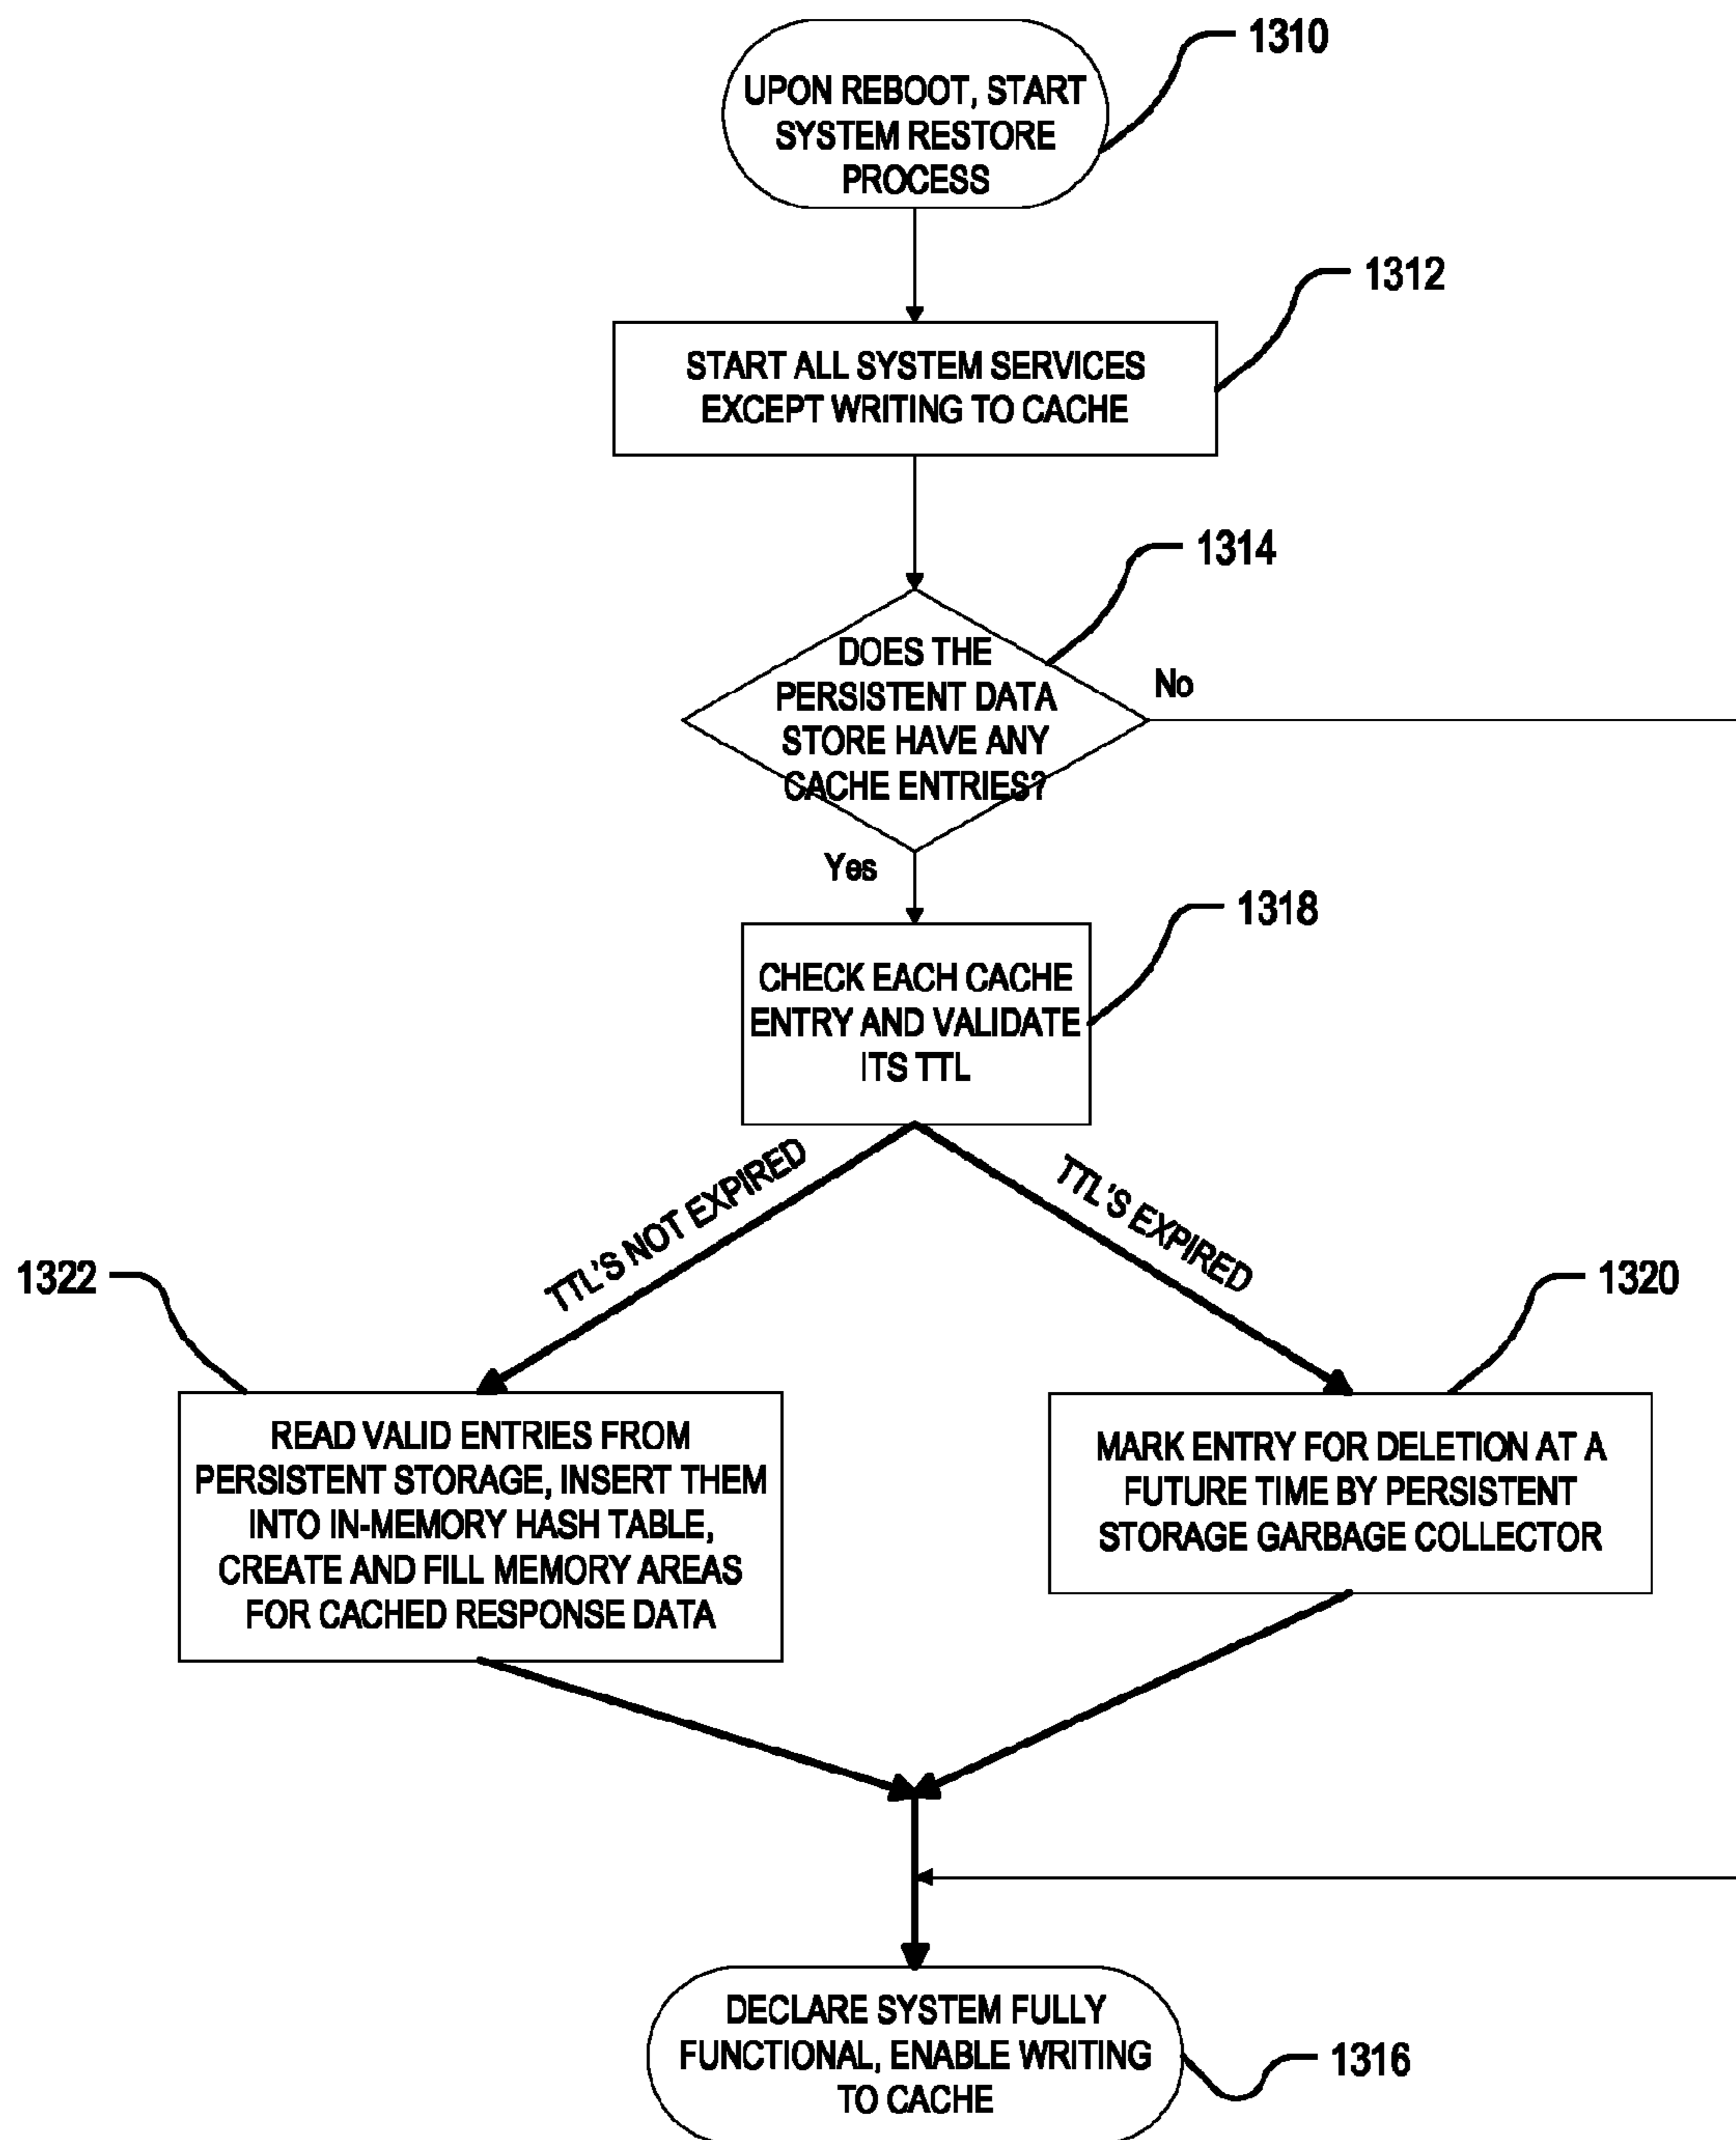 1310
UPON REBOOT, START
SYSTEM RESTORE
PROCESS
1312
START ALL SYSTEM SERVICES
EXCEPT WRITING TO CACHE
1314
DOES THE
PERSISTENT DATA
STORE HAVE ANY
CACHE ENTRIES?
No
Yes
1318
CHECK EACH CACHE
ENTRY AND VALIDATE
ITS TTL
TTL'S NOT EXPIRED
TTL'S EXPIRED
1322
1320
READ VALID ENTRIES FROM
PERSISTENT STORAGE, INSERT THEM
INTO IN-MEMORY HASH TABLE,
CREATE AND FILL MEMORY AREAS
FOR CACHED RESPONSE DATA
MARK ENTRY FOR DELETION AT A
FUTURE TIME BY PERSISTENT
STORAGE GARBAGE COLLECTOR
DECLARE SYSTEM FULLY
FUNCTIONAL, ENABLE WRITING
TO CACHE
1316